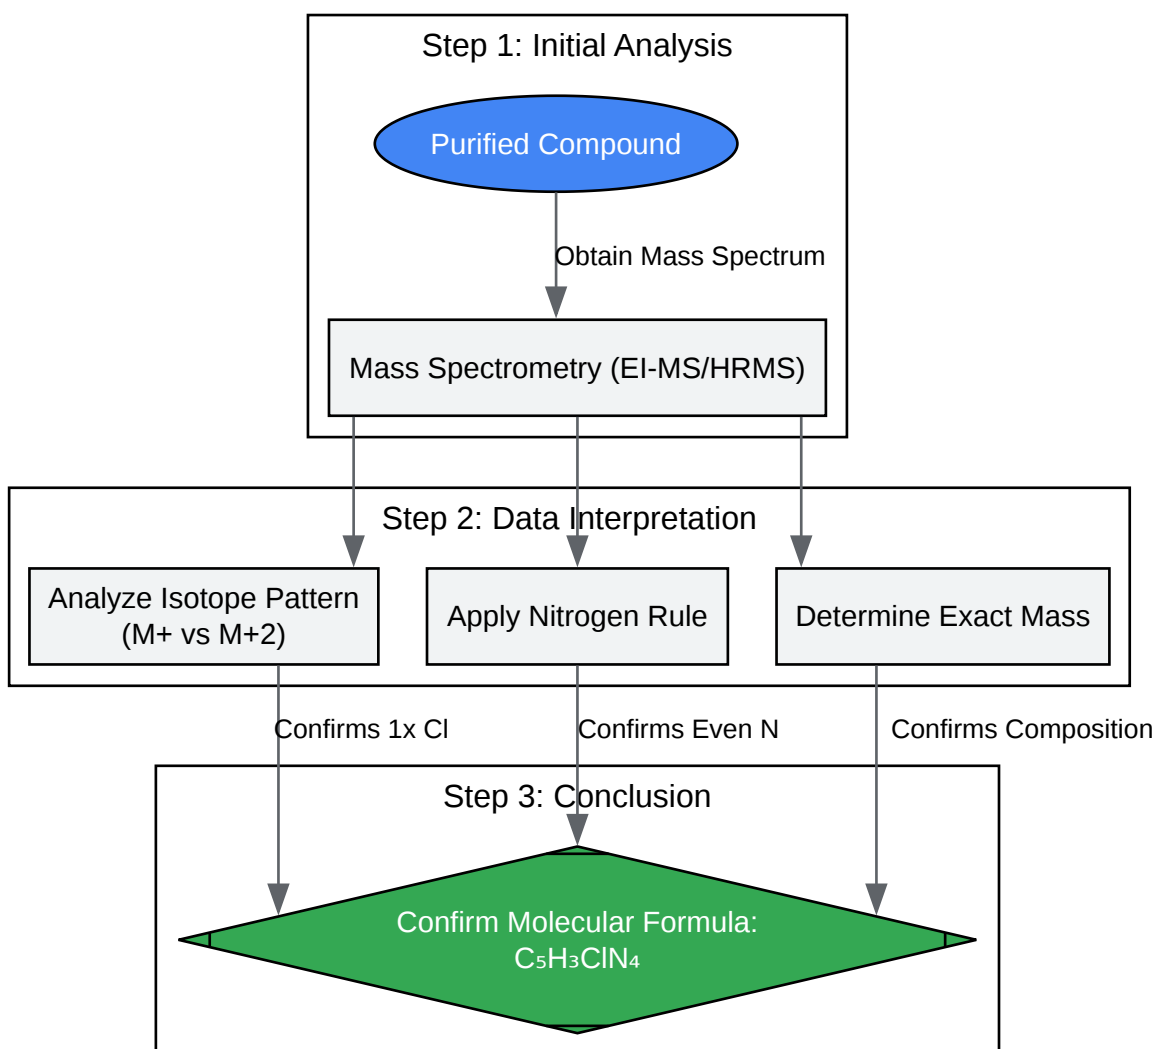 Step 1: Initial Analysis
Purified Compound
Obtain Mass Spectrum
Mass Spectrometry (EI-MS/HRMS)
Step 2: Data Interpretation
Analyze Isotope Pattern
(M+ vs M+2)
Apply Nitrogen Rule
Determine Exact Mass
Confirms 1x Cl
Confirms Even N
Confirms Composition
Step 3: Conclusion
Confirm Molecular Formula:
C₅H₃ClN₄